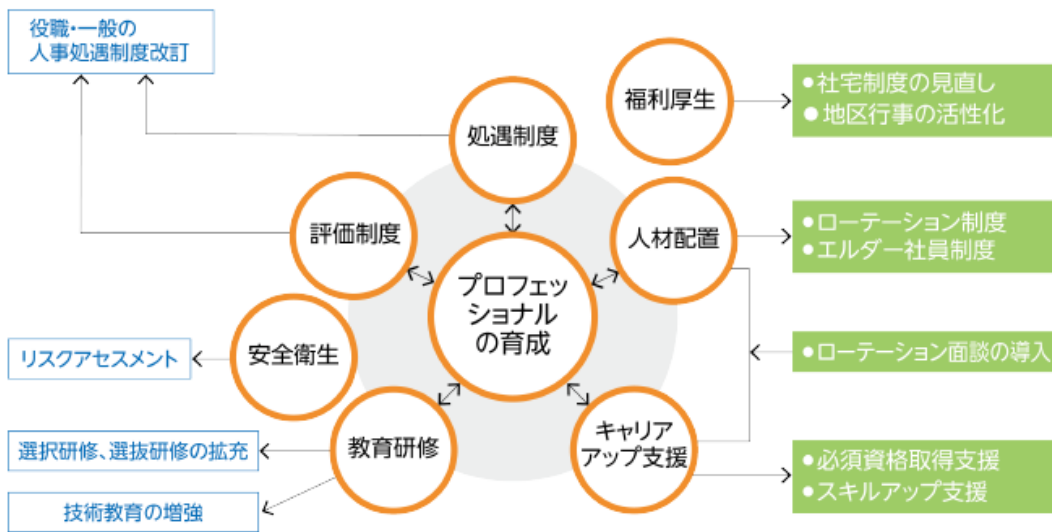 役職・一般の
人事処遇制度改訂
処遇制度
福利厚生
●社宅制度の見直し
●地区行事の活性化
評価制度
人材配置
●ローテーション制度
●エルダー社員制度
プロフェッ
ショナル
の育成
安全衛生
リスクアセスメント
●ローテーション面談の導入
教育研修
キャリア
アップ支援
選択研修、選抜研修の拡充
技術教育の増強
●必須資格取得支援
●スキルアップ支援